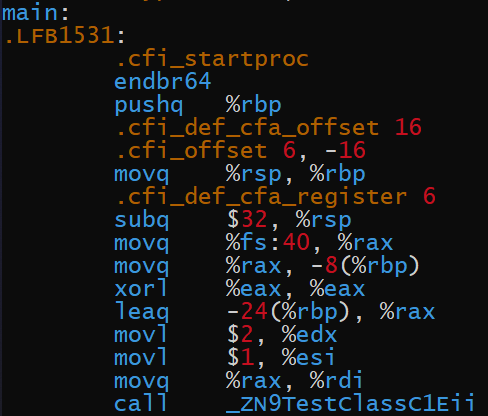 main:
.LFB1531:
.cfi_startproc
endbr64
pushq %rbp
.cfi_def_cfa_offset 16
.cfi_offset 6, -16
movq %rsp, %rbp
.cfi_def_cfa_register 6
subq $32, %rsp
movq %fs:40, %rax
movq %rax, -8(%rbp)
xorl %eax, %eax
leaq -24(%rbp), %rax
movl $2, %edx
movl $1, %esi
movq %rax, %rdi
call _ZN9TestClassC1Eii